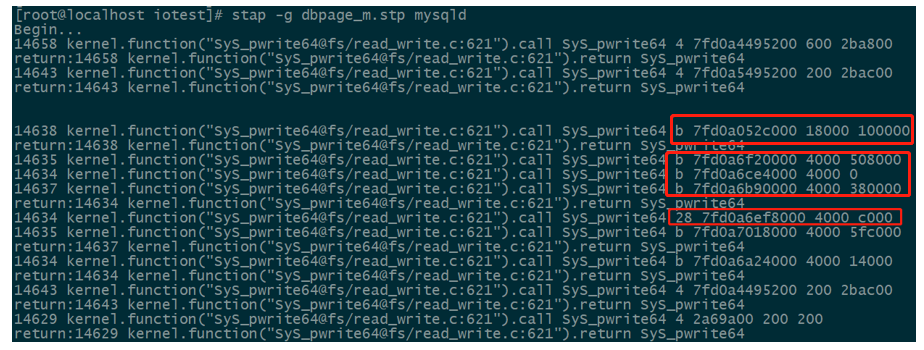 [root@localhost iotest]# stap -g dbpage_m.stp mysqld
Begin...
14658 kernel.function("SyS_pwrite64@fs/read_write.c:621").call SyS_pwrite64 4 7fd0a4495200 600 2ba800
return:14658 kernel.function("SyS_pwrite64@fs/read_write.c:621").return SyS_pwrite64
14643 kernel.function("SyS_pwrite64@fs/read_write.c:621").call SyS_pwrite64 4 7fd0a5495200 200 2bac00
return:14643 kernel.function("SyS_pwrite64@fs/read_write.c:621").return SyS_pwrite64
14638 kernel.function("SyS_pwrite64@fs/read_write.c:621").call SyS_pwrite64 b 7fd0a052c000 18000 100000
return:14638 kernel.function("SyS_pwrite64@fs/read_write.c:621").return SyS_pwrite64
14635 kernel.function("SyS_pwrite64@fs/read_write.c:621").call SyS_pwrite64 b 7fd0a6f20000 4000 508000
14634 kernel.function("SyS_pwrite64@fs/read_write.c:621").call SyS_pwrite64 b 7fd0a6ce4000 4000 0
14637 kernel.function("SyS_pwrite64@fs/read_write.c:621").call SyS_pwrite64 b 7fd0a6b90000 4000 380000
return:14634 kernel.function("SyS_pwrite64@fs/read_write.c:621").return SyS_pwrite64
14634 kernel.function("SyS_pwrite64@fs/read_write.c:621").call SyS_pwrite64 28 7fd0a6ef8000 4000 c000
return:14635 kernel.function("SyS_pwrite64@fs/read_write.c:621").return SyS_pwrite64
14635 kernel.function("SyS_pwrite64@fs/read_write.c:621").call SyS_pwrite64 b 7fd0a7018000 4000 5fc000
return:14637 kernel.function("SyS_pwrite64@fs/read_write.c:621").return SyS_pwrite64
14634 kernel.function("SyS_pwrite64@fs/read_write.c:621").call SyS_pwrite64 b 7fd0a6a24000 4000 14000
return:14634 kernel.function("SyS_pwrite64@fs/read_write.c:621").return SyS_pwrite64
14643 kernel.function("SyS_pwrite64@fs/read_write.c:621").call SyS_pwrite64 4 7fd0a4495200 200 2bac00
return:14643 kernel.function("SyS_pwrite64@fs/read_write.c:621").return SyS_pwrite64
14629 kernel.function("SyS_pwrite64@fs/read_write.c:621").call SyS_pwrite64 4 2a69a00 200 200
return:14629 kernel.function("SyS_pwrite64@fs/read_write.c:621").return SyS_pwrite64